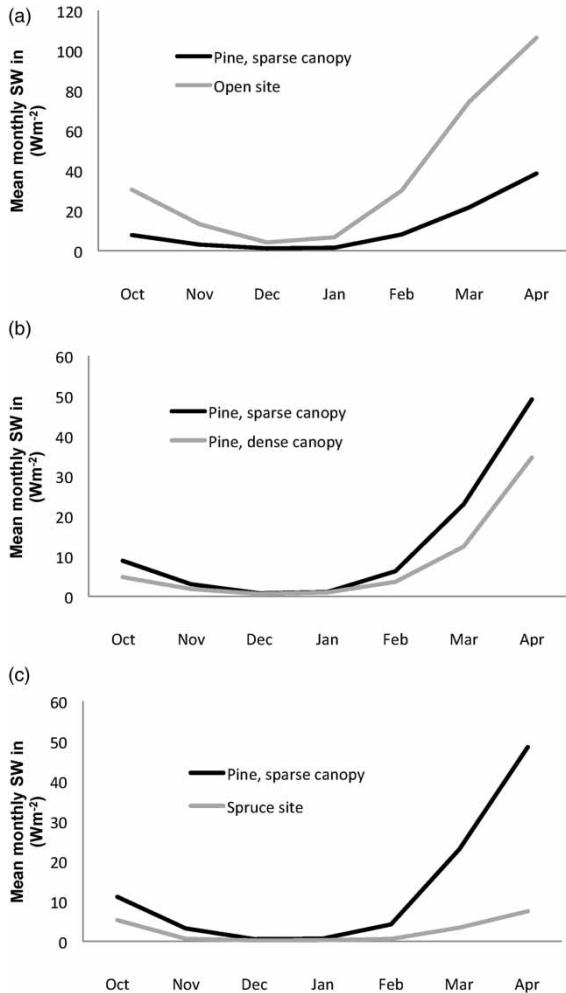 (a)
Mean monthly SW in
(Wm-2)
120
100
80
60
40
20
0
Pine, sparse canopy
Open site
Oct Nov Dec Jan Feb Mar Apr
(b)
Mean monthly SW in
(Wm-2)
60
50
40
30
20
10
0
Pine, sparse canopy
Pine, dense canopy
Oct Nov Dec Jan Feb Mar Apr
(c)
Mean monthly SW in
(Wm-2)
60
50
40
30
20
10
0
Pine, sparse canopy
Spruce site
Oct Nov Dec Jan Feb Mar Apr